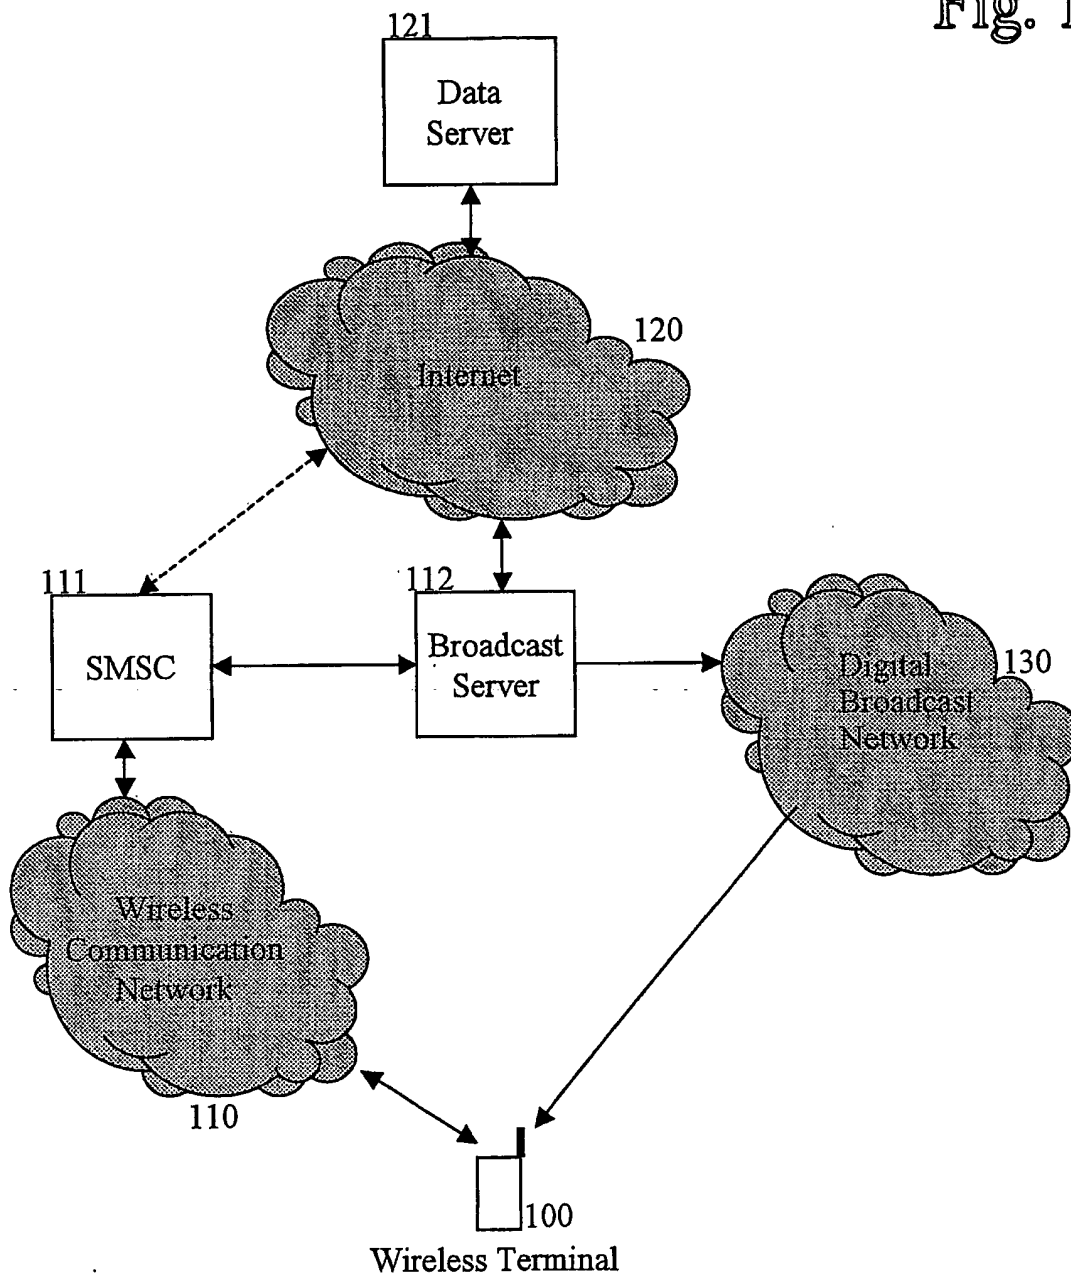 Fig. 1
121
Data
Server
120
Internet
111
112
SMSC
Broadcast
Server
130
Digital
Broadcast
Network
Wireless
Communication
Network
110
100
Wireless Terminal